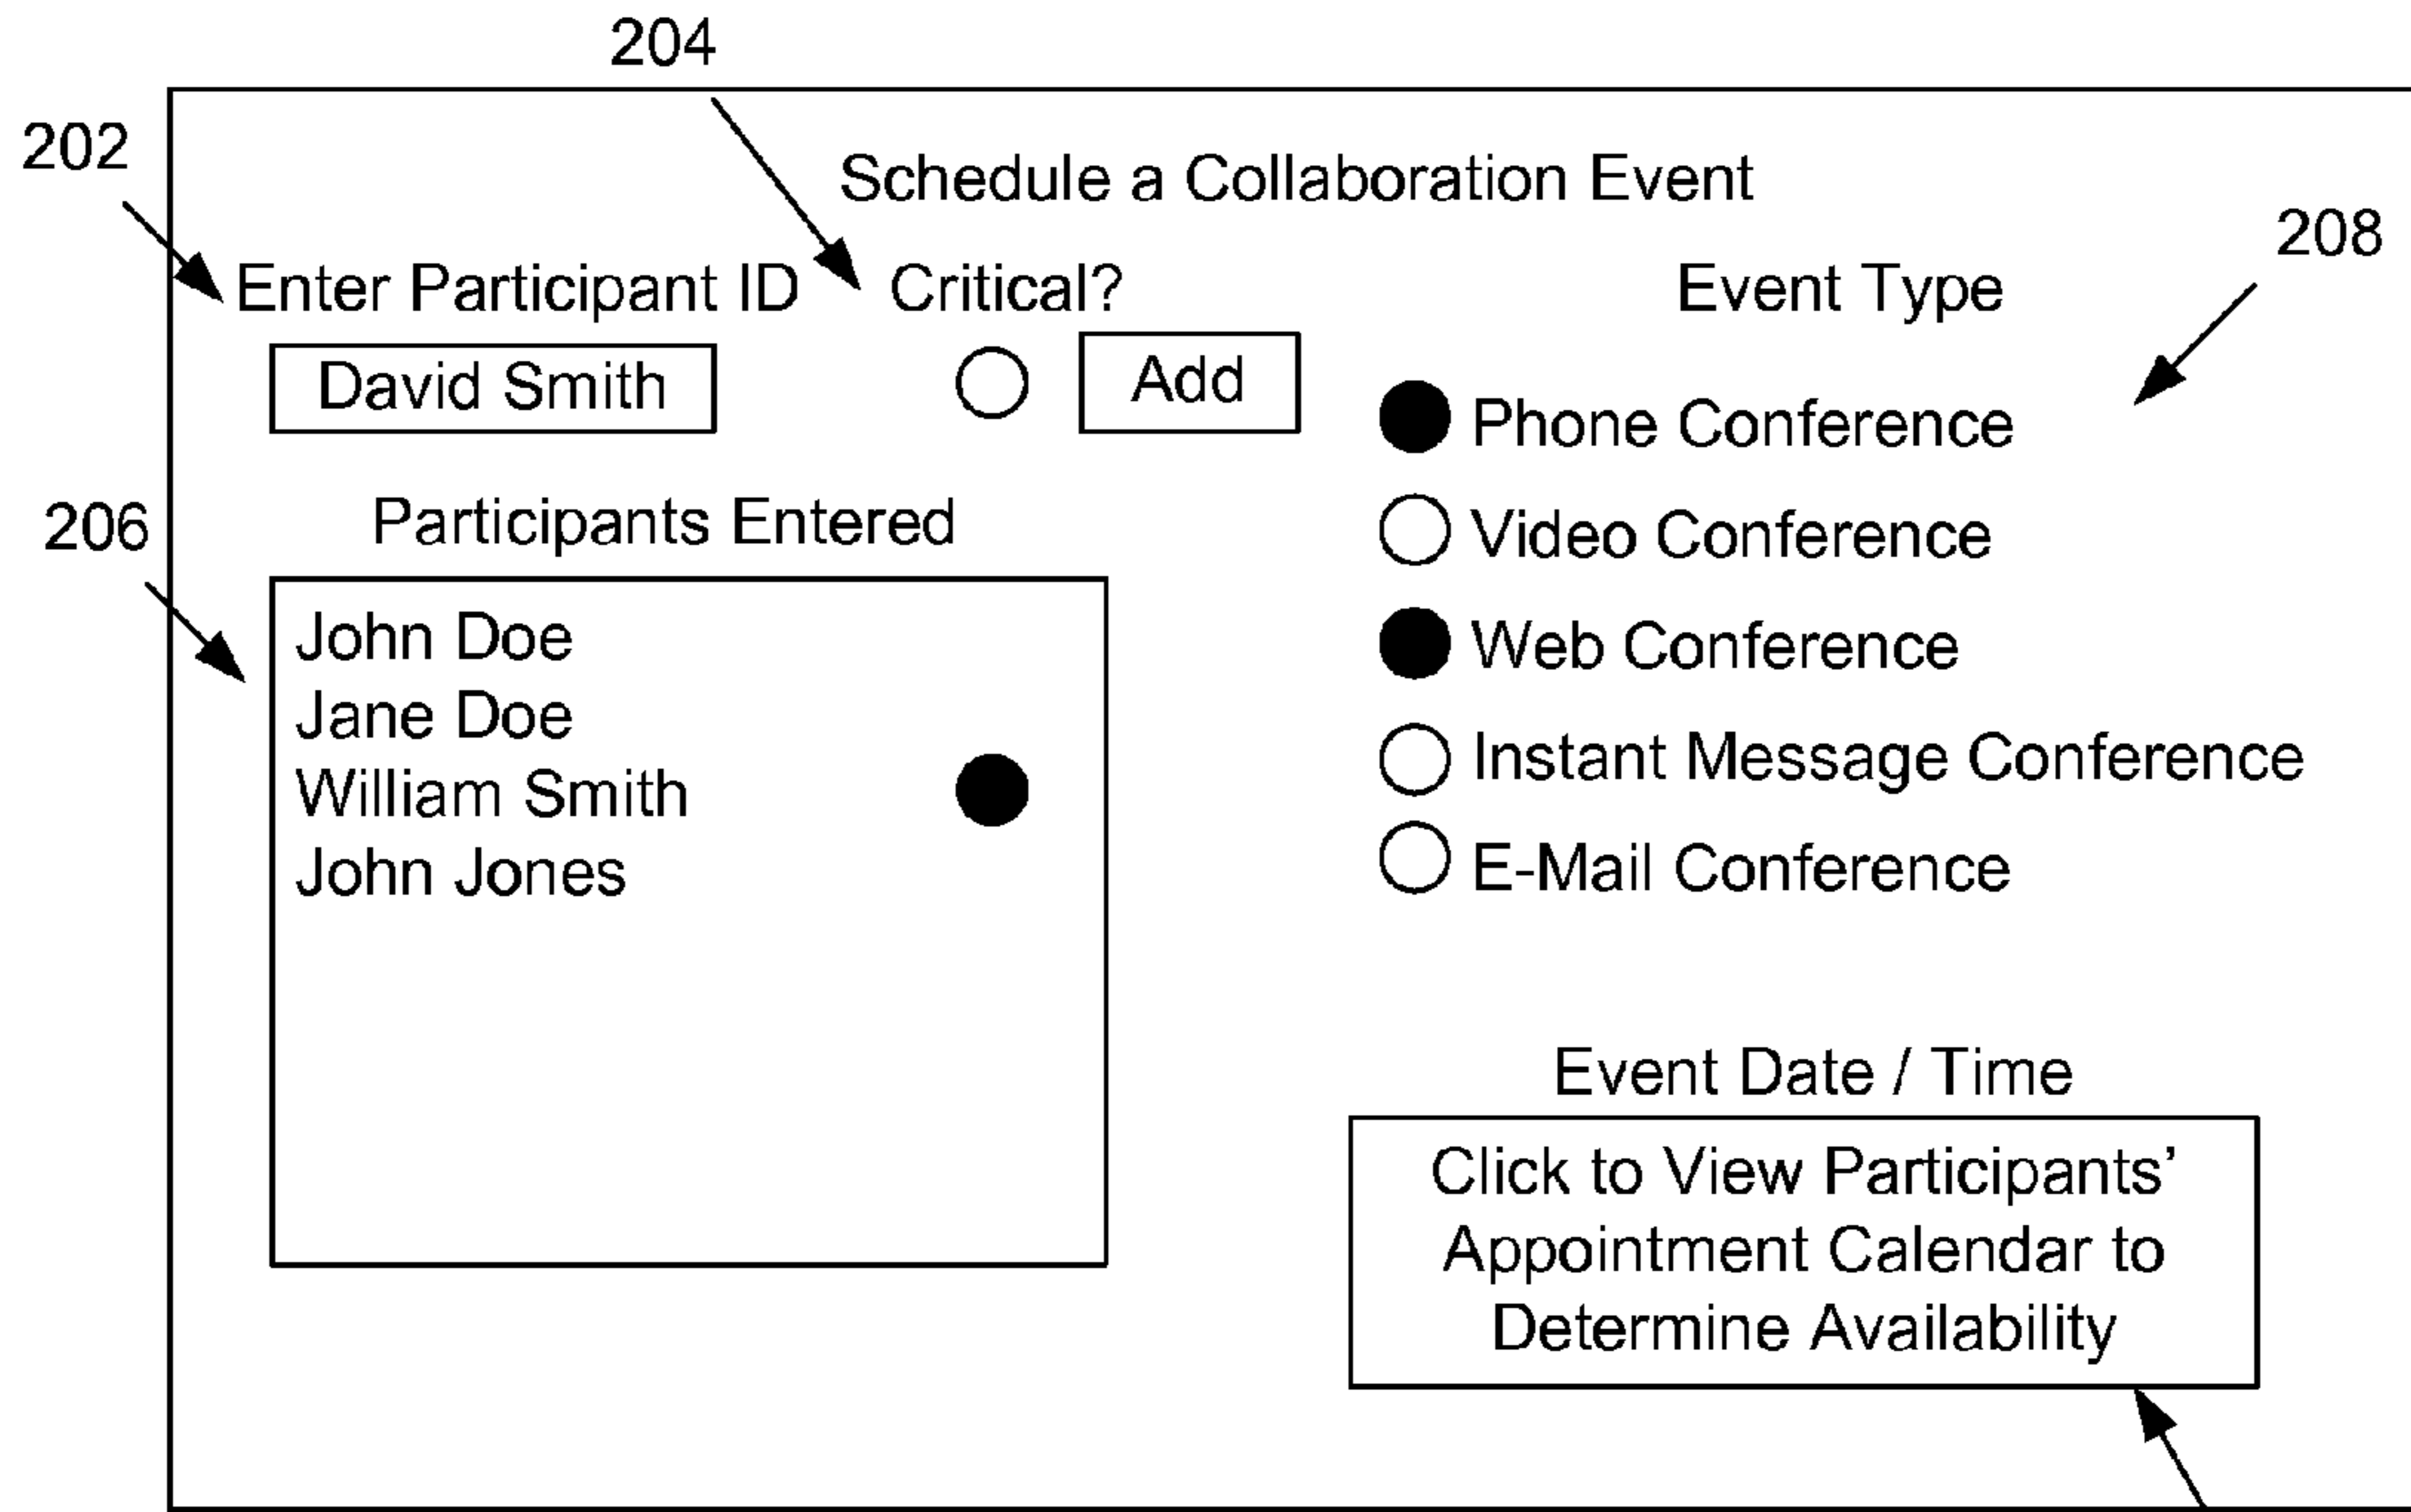 204
202
Schedule a Collaboration Event
208
Enter Participant ID
Critical?
Event Type
David Smith
Add
Phone Conference
206
Participants Entered
Video Conference
John Doe
Web Conference
Jane Doe
Instant Message Conference
William Smith
E-Mail Conference
John Jones
Event Date / Time
Click to View Participants’
Appointment Calendar to
Determine Availability